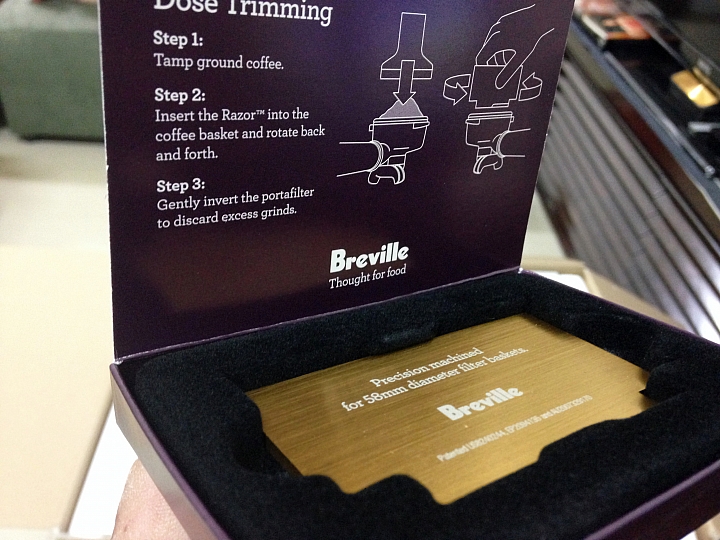 Dose Trimming
Step 1:
Tamp ground coffee.
Step 2:
Insert the Razor™ into the
coffee basket and rotate back
and forth.
Step 3:
Gently invert the portafilter
to discard excess grinds.
Breville
Thought for food
Precision machined
for 58mm diameter filter baskets.
Breville
Patented
and